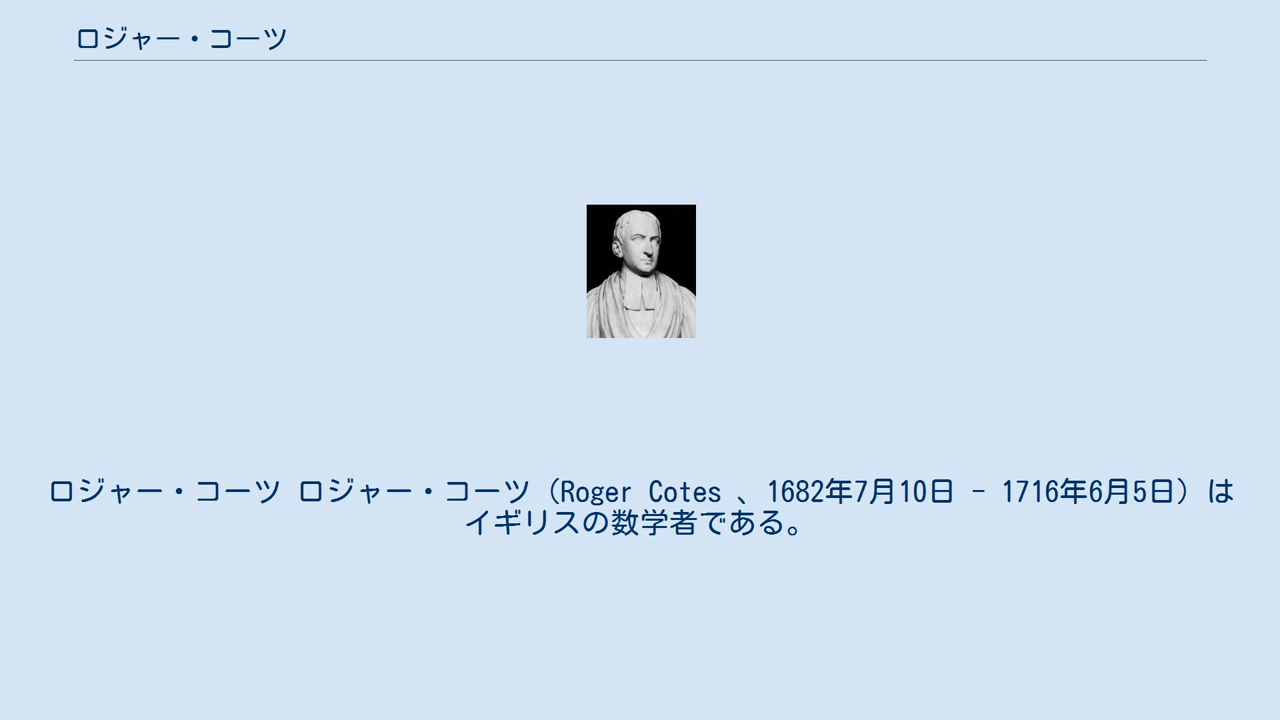 ロジャー・コーツ
ロジャー・コーツ ロジャー・コーツ（Roger Cotes 、1682年7月10日 - 1716年6月5日）は
イギリスの数学者である。